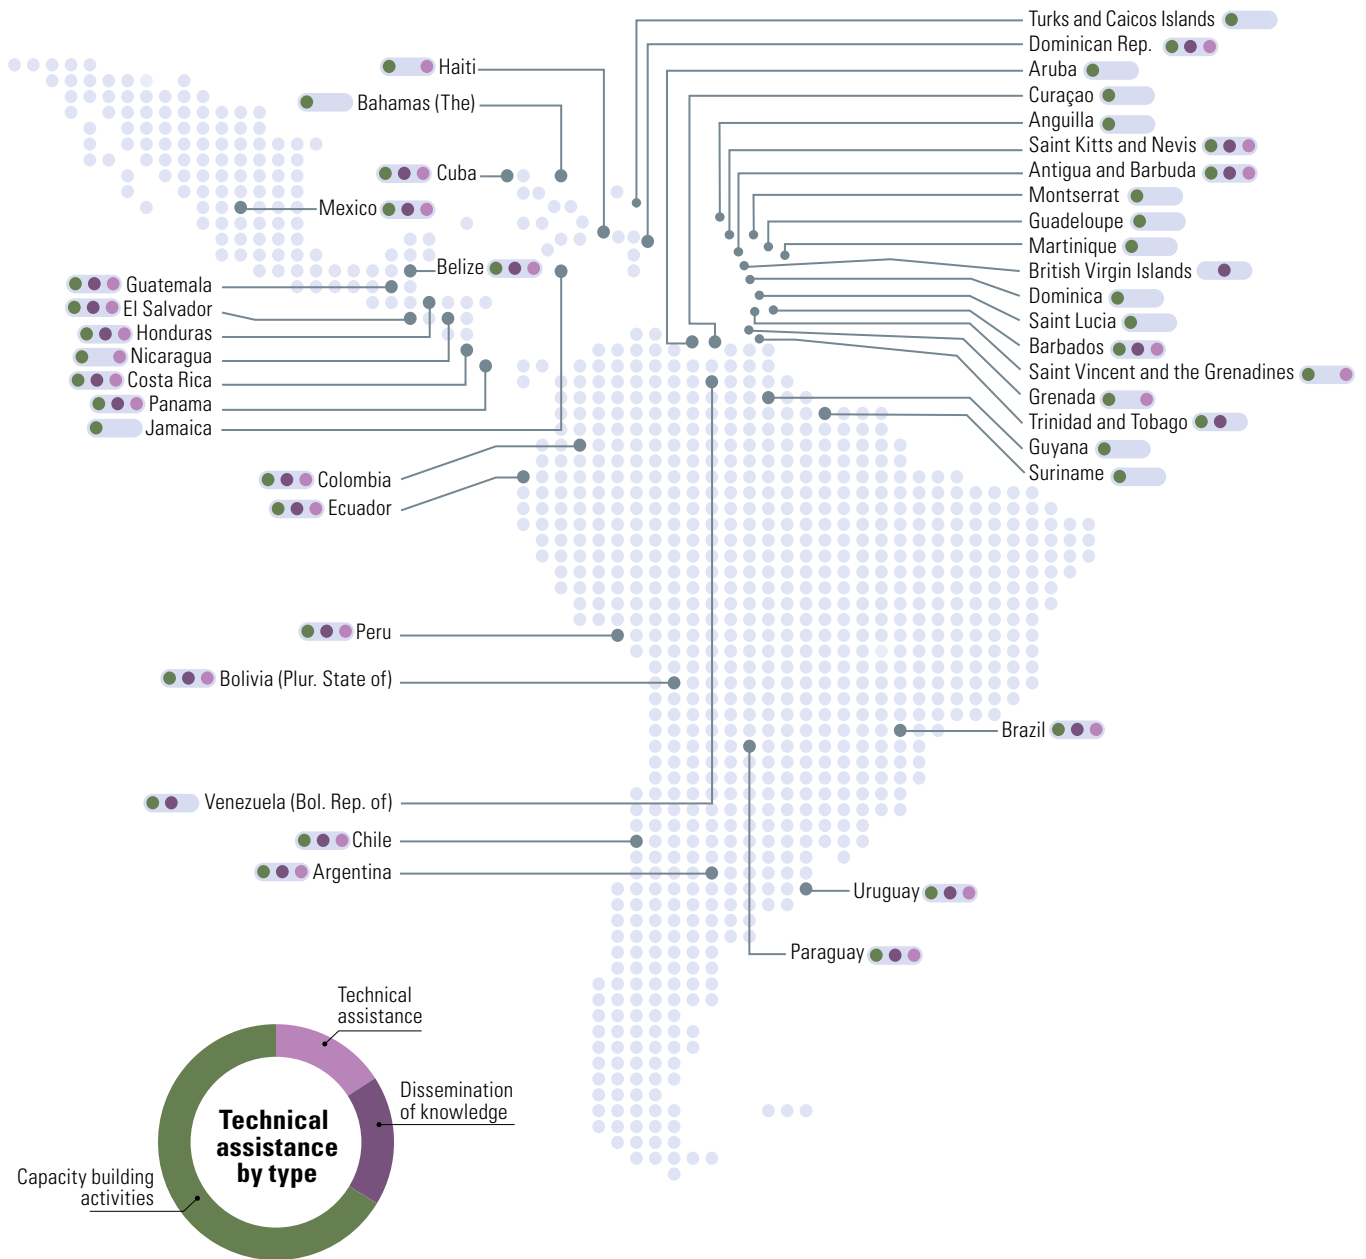 Turks and Caicos Islands
Dominican Rep.
Aruba
Curaçao
Anguilla
Saint Kitts and Nevis
Antigua and Barbuda
Montserrat
Guadeloupe
Martinique
British Virgin Islands
Dominica
Saint Lucia
Barbados
Saint Vincent and the Grenadines
Grenada
Trinidad and Tobago
Guyana
Suriname
Haiti
Bahamas (The)
Cuba
Mexico
Belize
Guatemala
El Salvador
Honduras
Nicaragua
Costa Rica
Panama
Jamaica
Colombia
Ecuador
Peru
Bolivia (Plur. State of)
Brazil
Venezuela (Bol. Rep. of)
Chile
Argentina
Uruguay
Paraguay
Technical
assistance
Dissemination
of knowledge
Technical
assistance
by type
Capacity building
activities